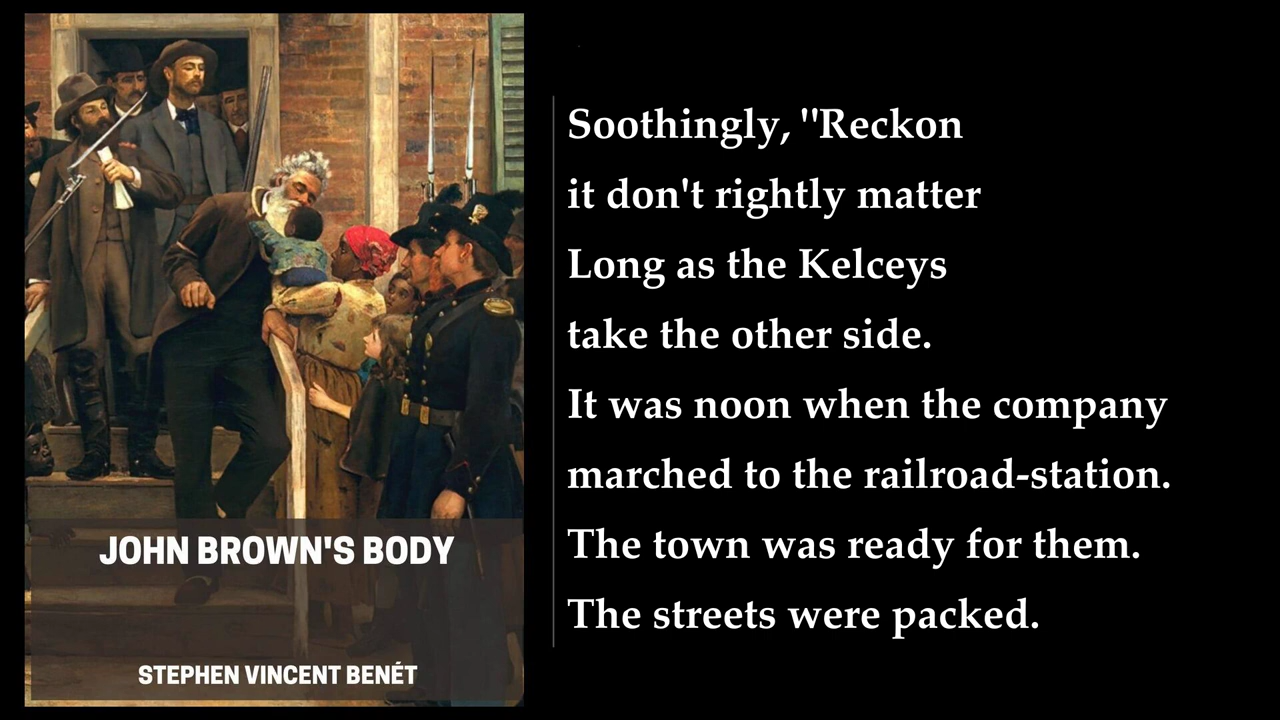 JOHN BROWN'S BODY
STEPHEN VINCENT BENÉT
Soothingly, "Reckon
it don't rightly matter
Long as the Kelceys
take the other side.
It was noon when the company
marched to the railroad-station.
The town was ready for them.
The streets were packed.